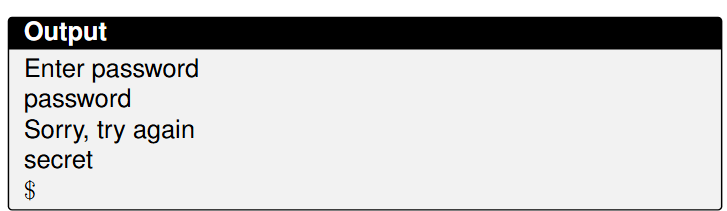 Output
Enter password
password
Sorry, try again
secret
$